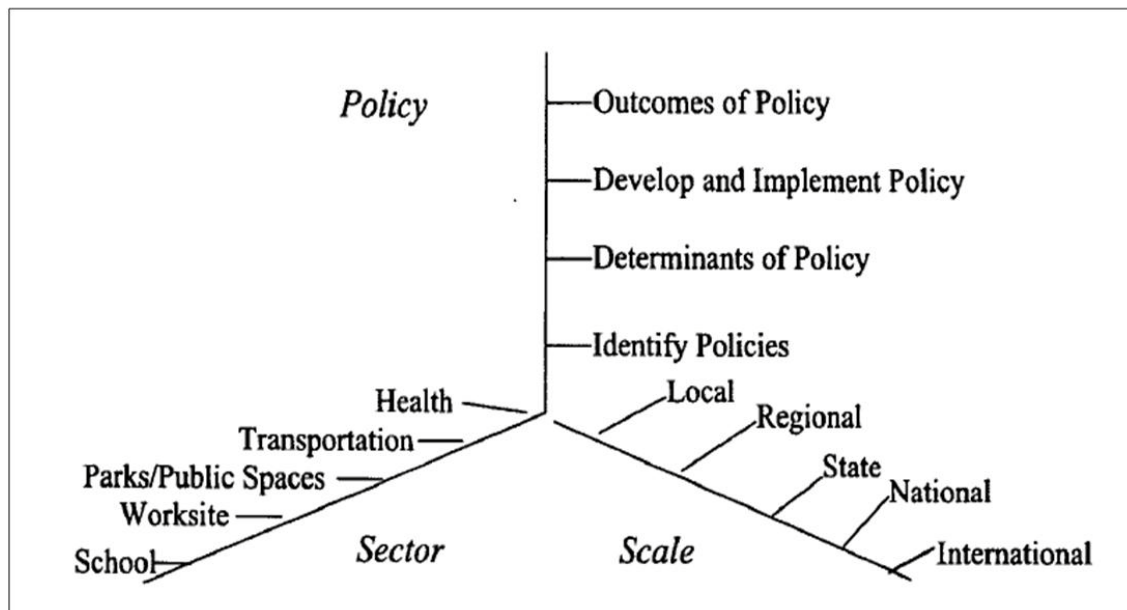 Policy
Outcomes of Policy
Develop and Implement Policy
Determinants of Policy
Identify Policies
Health
Local
Transportation
Regional
Parks/Public Spaces
State
Worksite
National
School
Sector
Scale
International